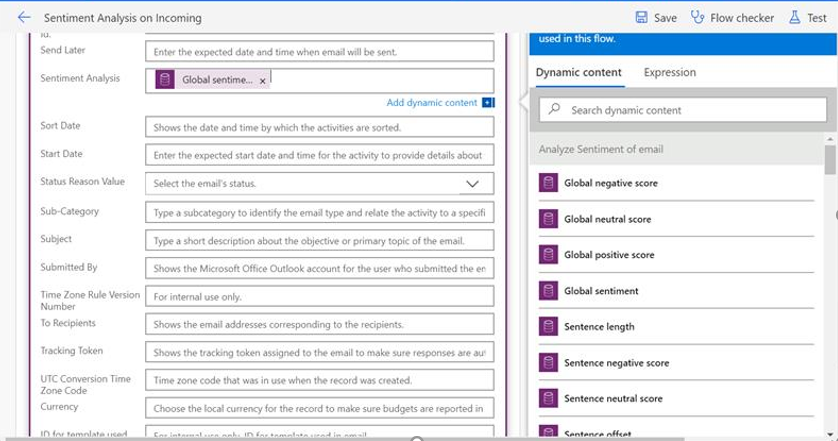 Sentiment Analysis on Incoming
Save
Flow checker
Test
Id.
Send Later
Enter the expected date and time when email will be sent.
Sentiment Analysis
Global sentime... ×
Add dynamic content
Sort Date
Shows the date and time by which the activities are sorted.
Start Date
Enter the expected start date and time for the activity to provide details about
Status Reason Value
Select the email's status.
Sub-Category
Type a subcategory to identify the email type and relate the activity to a specifi
Subject
Type a short description about the objective or primary topic of the email.
Submitted By
Shows the Microsoft Office Outlook account for the user who submitted the en
Time Zone Rule Version
Number
For internal use only.
To Recipients
Shows the email addresses corresponding to the recipients.
Tracking Token
Shows the tracking token assigned to the email to make sure responses are au
UTC Conversion Time
Zone Code
Time zone code that was in use when the record was created.
Currency
Choose the local currency for the record to make sure budgets are reported in
ID for template used
For internal use only. ID for template used in email.
used in this flow.
Dynamic content
Expression
Search dynamic content
Analyze Sentiment of email
Global negative score
Global neutral score
Global positive score
Global sentiment
Sentence length
Sentence negative score
Sentence neutral score
Sentence offset